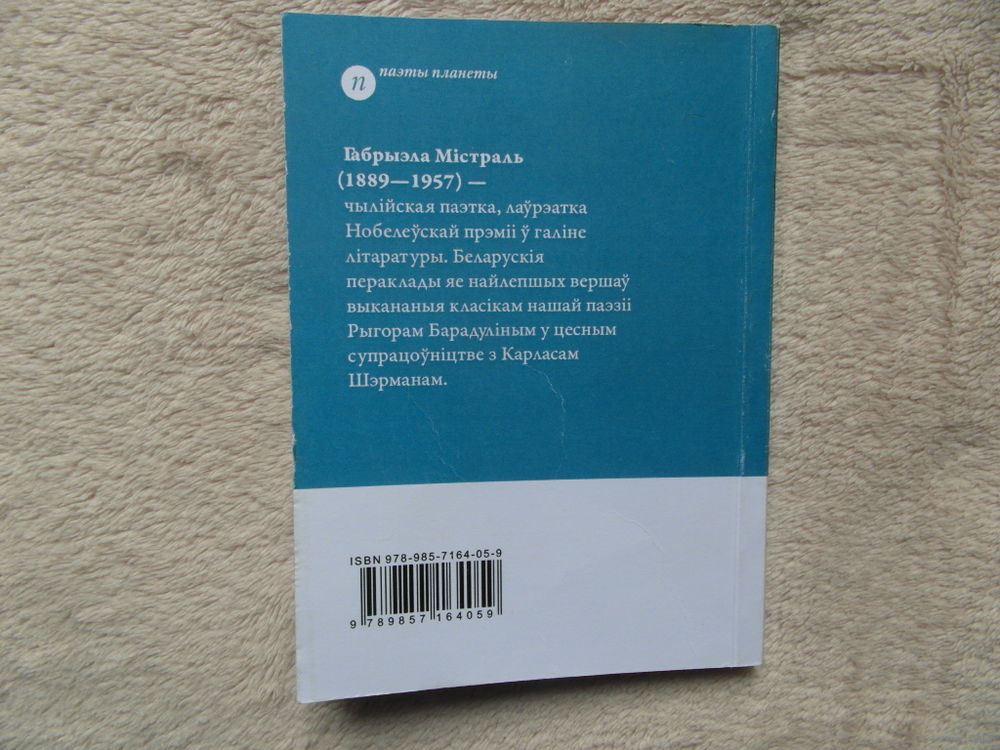 п
паэты планеты
Габрыэла Містраль
(1889—1957) —
чылійская паэтка, лаўрэатка
Нобелеўскай прэміі ў галіне
літаратуры. Беларускія
пераклады яе найлепшых вершаў
выкананыя класікам нашай паэзіі
Рыгорам Барадуліным у цесным
супрацоўніцтве з Карласам
Шэрманам.
ISBN 978-985-7164-05-9
9 789857 164059